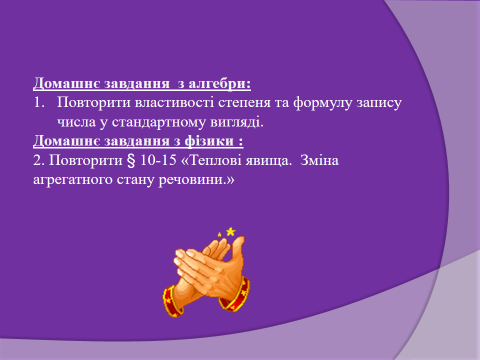 Домашнє завдання з алгебри:
1. Повторити властивості степеня та формулу запису
числа у стандартному вигляді.
Домашнє завдання з фізики :
2. Повторити § 10-15 «Теплові явища. Зміна
агрегатного стану речовини.»